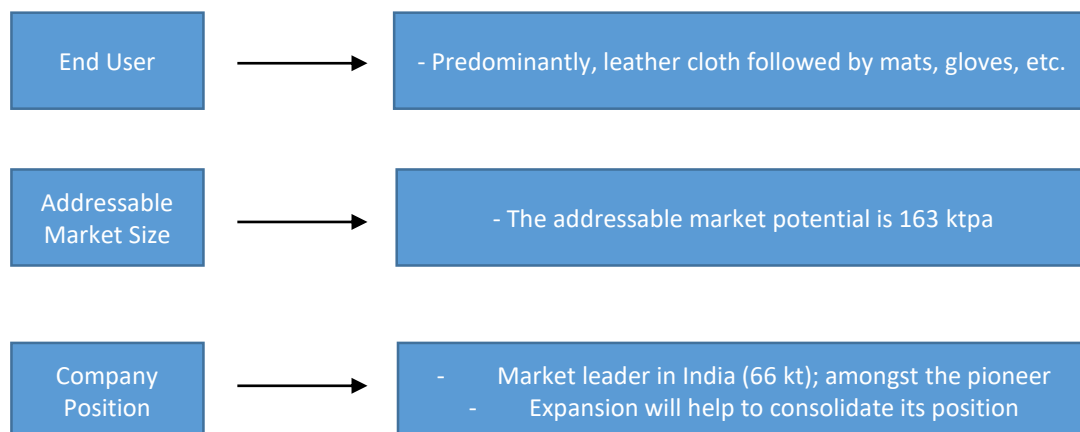 End User
- Predominantly, leather cloth followed by mats, gloves, etc.
Addressable
Market Size
- The addressable market potential is 163 ktpa
Company
Position
- Market leader in India (66 kt); amongst the pioneer
- Expansion will help to consolidate its position